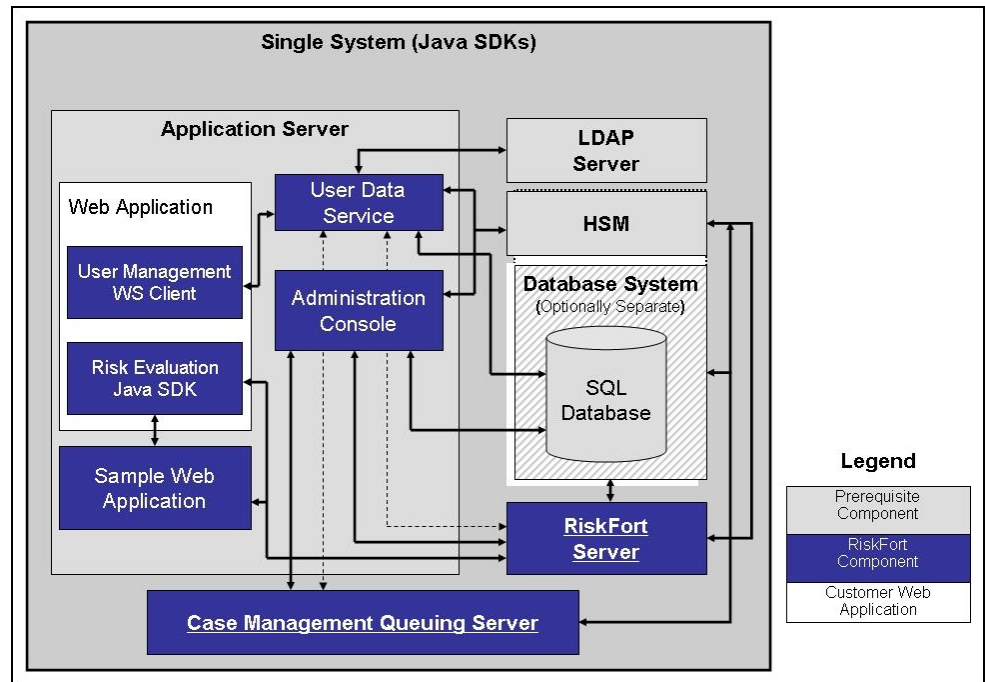 Single System (Java SDKs)
Application Server
Web Application
User Management
WS Client
Risk Evaluation
Java SDK
Sample Web
Application
User Data
Service
Administration
Console
LDAP
Server
HSM
Database System
(Optionally Separate)
SQL
Database
RiskFort
Server
Case Management Queuing Server
Legend
Prerequisite
Component
RiskFort
Component
Customer Web
Application